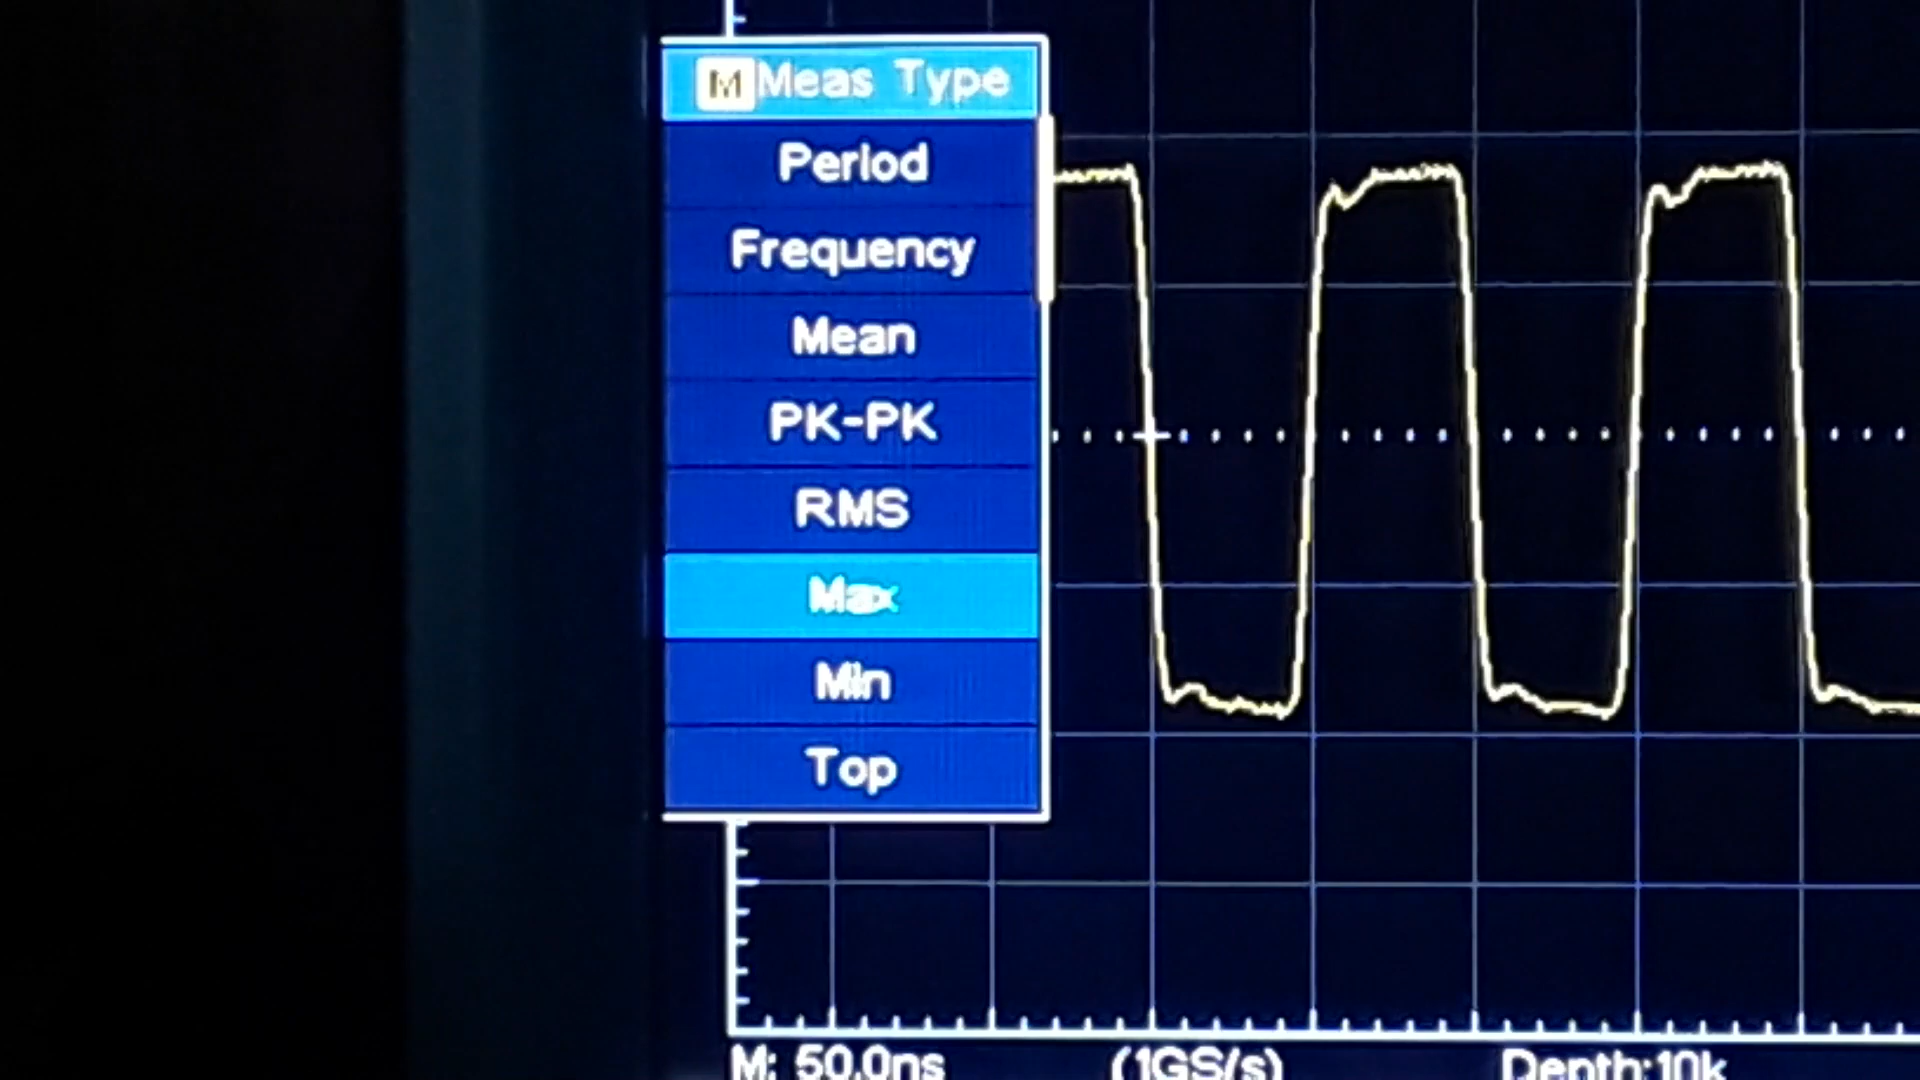 M Meas Type
Period
Frequency
Mean
PK-PK
RMS
Max
Min
Top
M: 50.0ns (1GS/s) Depth:10k